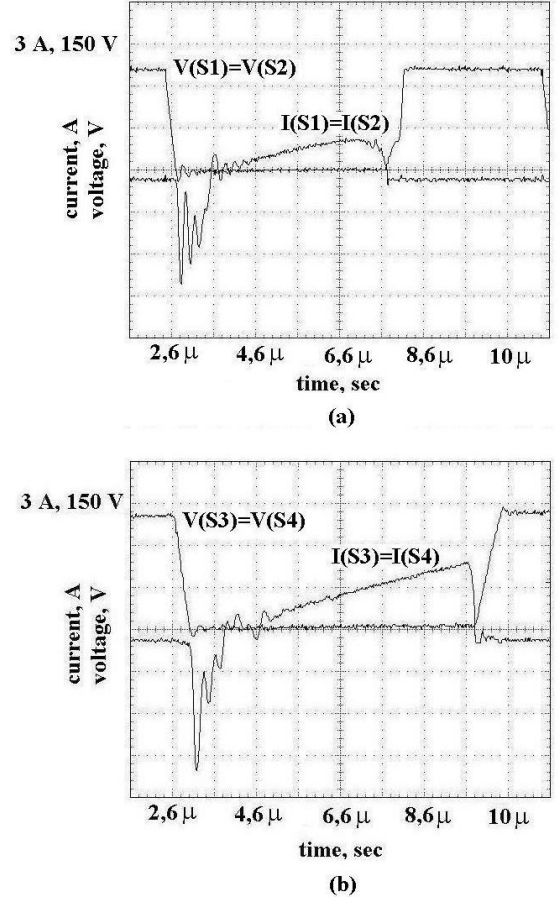 3 A, 150 V
V(S1)=V(S2)
I(S1)=I(S2)
current, A
voltage, V
2,6 μ 4,6 μ 6,6 μ 8,6 μ 10 μ
time, sec
(a)
3 A, 150 V
V(S3)=V(S4)
I(S3)=I(S4)
current, A
voltage, V
2,6 μ 4,6 μ 6,6 μ 8,6 μ 10 μ
time, sec
(b)